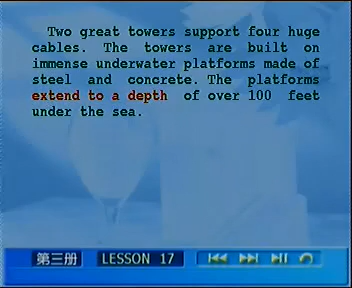 Two great towers support four huge
cables. The towers are built on
immense underwater platforms made of
steel and concrete. The platforms
extend to a depth of over 100 feet
under the sea.
第三册 LESSON 17